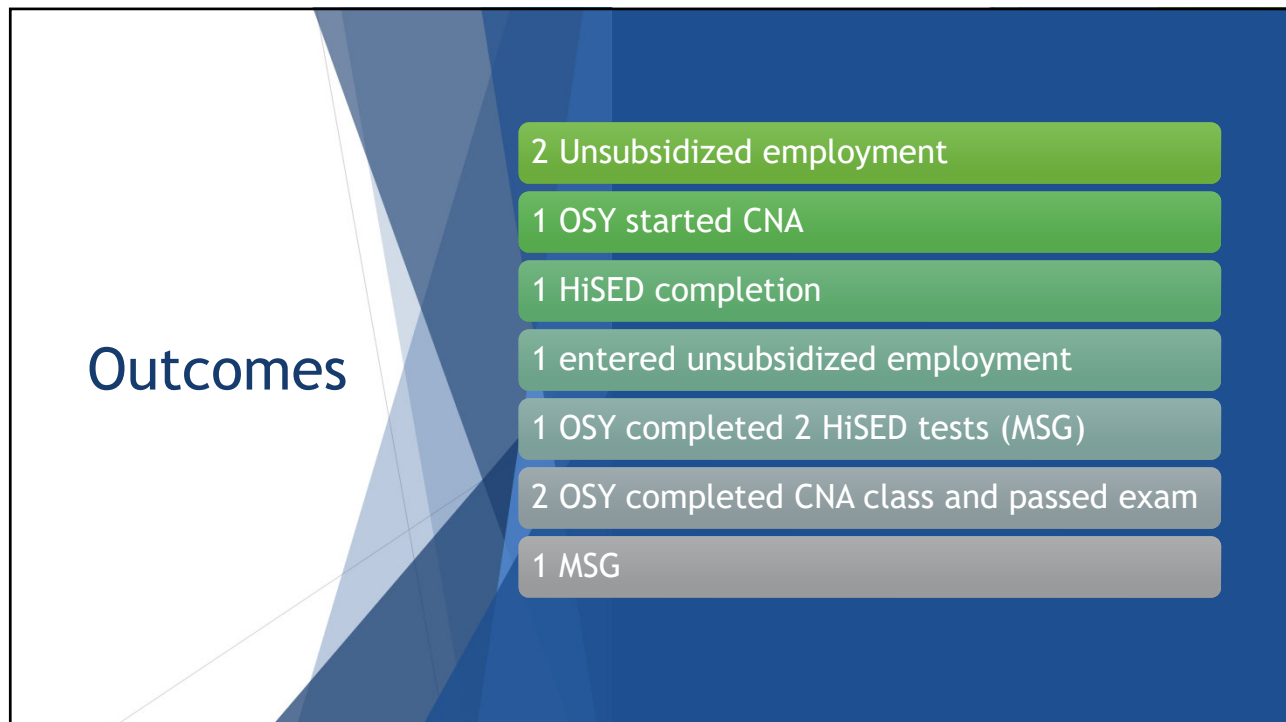 Outcomes
2 Unsubsidized employment
1 OSY started CNA
1 HiSED completion
1 entered unsubsidized employment
1 OSY completed 2 HiSED tests (MSG)
2 OSY completed CNA class and passed exam
1 MSG